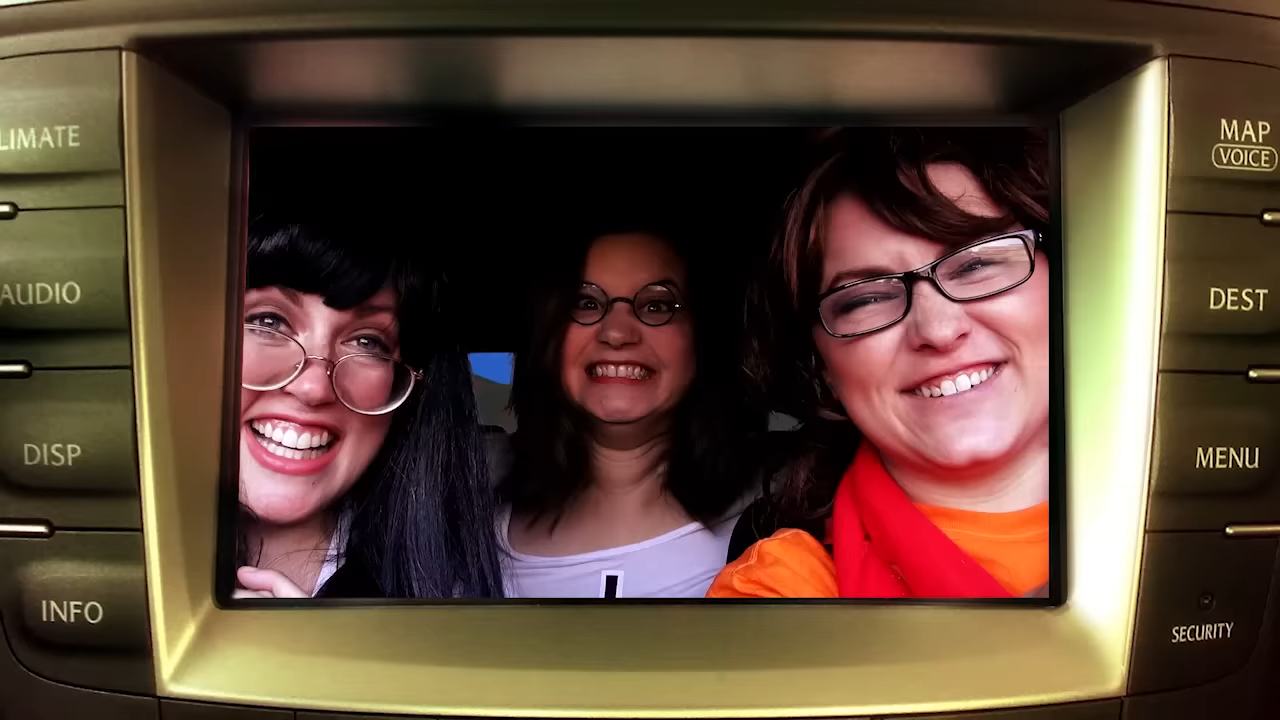 LIMATE
AUDIO
DISP
INFO
MAP
VOICE
DEST
MENU
SECURITY